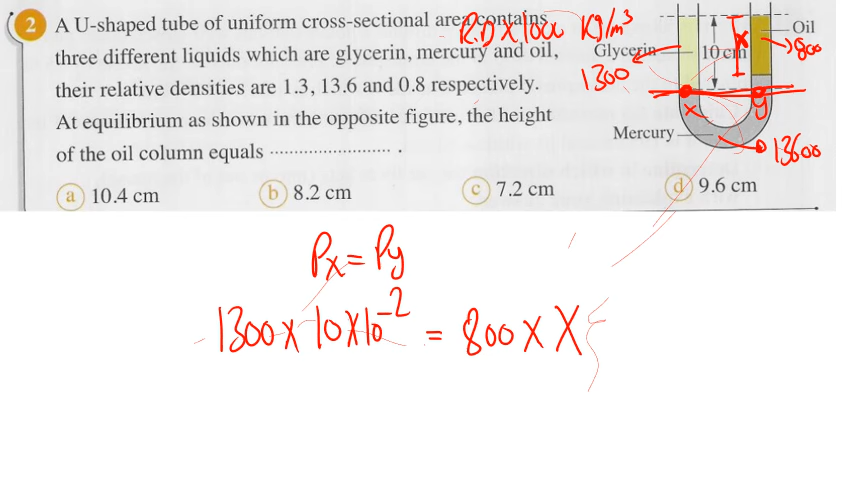 2 A U-shaped tube of uniform cross-sectional area contains
three different liquids which are glycerin, mercury and oil,
their relative densities are 1.3, 13.6 and 0.8 respectively.
At equilibrium as shown in the opposite figure, the height
of the oil column equals .......................... .
a 10.4 cm
b 8.2 cm
c 7.2 cm
d 9.6 cm
R.D X 1000 Kg/m³
Oil
800
Glycerin
10 cm
X
1300
x
y
Mercury
13600
Px = Py
1300 x 10 x 10⁻² = 800 x X